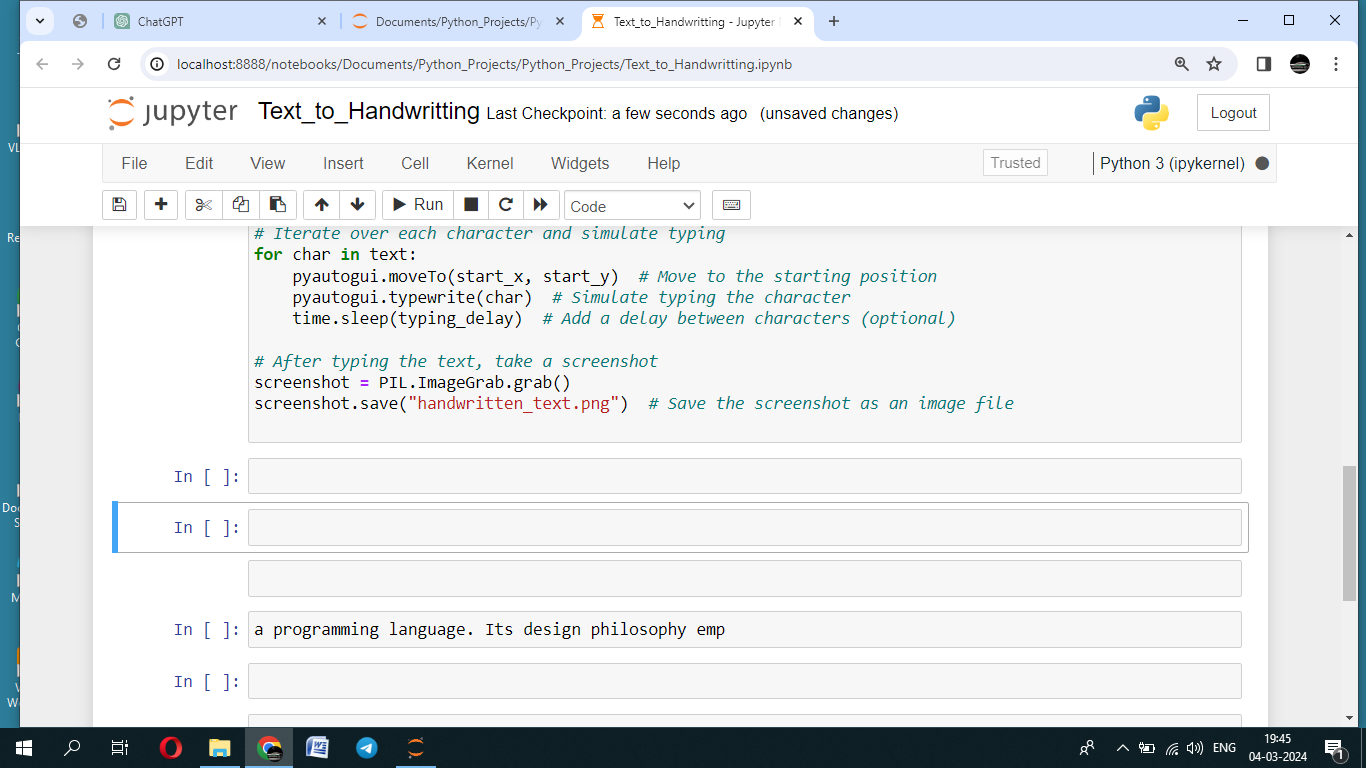 ChatGPT
Documents/Python_Projects/Py
Text_to_Handwritting - Jupyter
localhost:8888/notebooks/Documents/Python_Projects/Python_Projects/Text_to_Handwritting.ipynb
jupyter Text_to_Handwritting Last Checkpoint: a few seconds ago (unsaved changes)
Logout
File Edit View Insert Cell Kernel Widgets Help
Trusted
Python 3 (ipykernel)
Run
Code
# Iterate over each character and simulate typing
for char in text:
    pyautogui.moveTo(start_x, start_y)  # Move to the starting position
    pyautogui.typewrite(char)  # Simulate typing the character
    time.sleep(typing_delay)  # Add a delay between characters (optional)
# After typing the text, take a screenshot
screenshot = PIL.ImageGrab.grab()
screenshot.save("handwritten_text.png")  # Save the screenshot as an image file
In [ ]:
In [ ]:
In [ ]: a programming language. Its design philosophy emp
In [ ]:
VL
Re
Do
S
M
W
ENG
19:45
04-03-2024
1